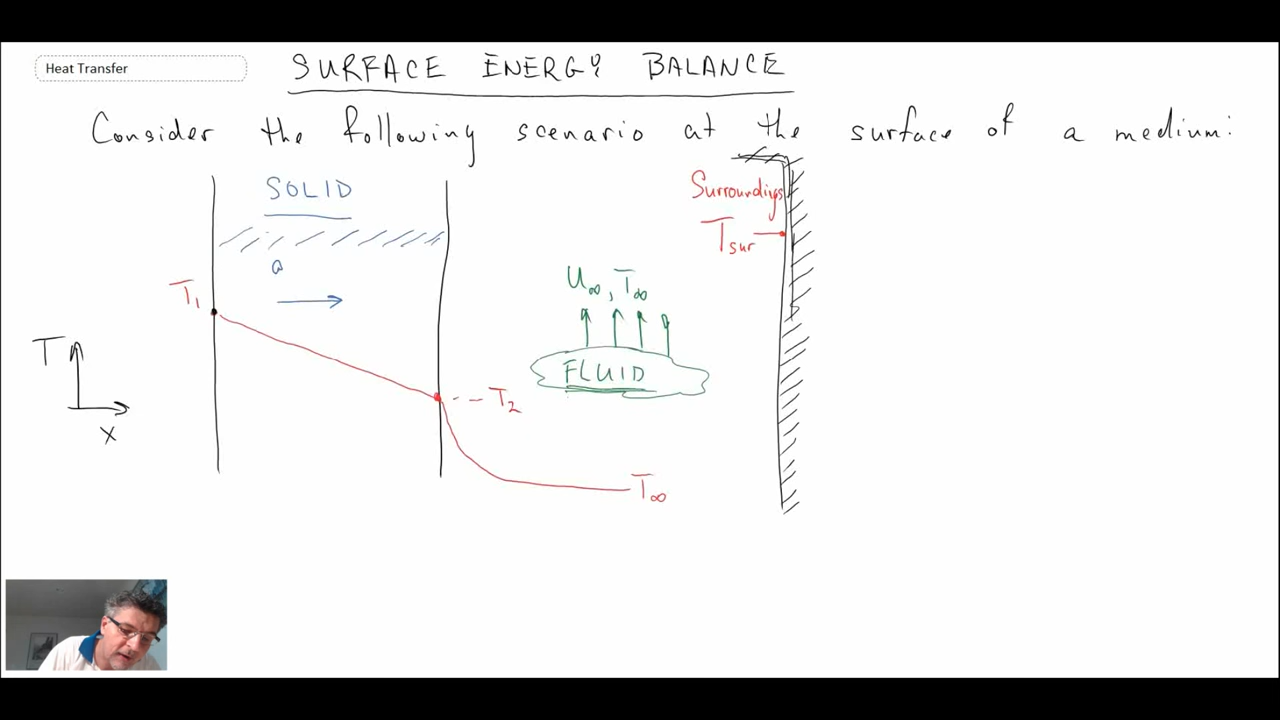 Heat Transfer
SURFACE ENERGY BALANCE
Consider the following scenario at the surface of a medium:
SOLID
Surroundings
Tsur
U∞, T∞
T1
FLUID
T
T2
x
T∞